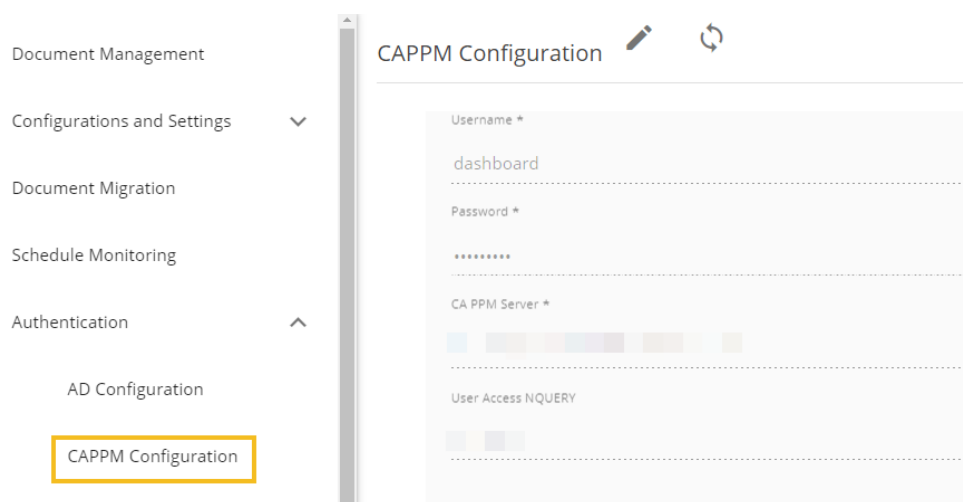 Document Management
Configurations and Settings
Document Migration
Schedule Monitoring
Authentication
AD Configuration
CAPPM Configuration
CAPPM Configuration
Username *
dashboard
Password *
•••••••••
CA PPM Server *
User Access NQUERY